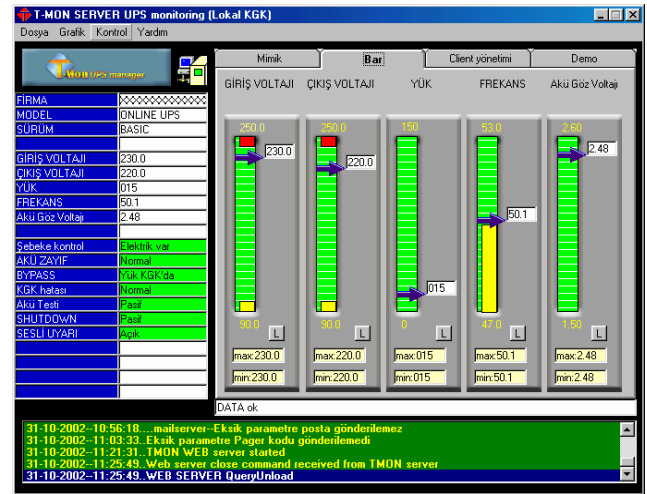 T-MON SERVER UPS monitoring (Lokal KGK)
Dosya Grafik Kontrol Yardım
T-MON UPS manager
Mimik Bar Client yönetimi Demo
GİRİŞ VOLTAJI ÇIKIŞ VOLTAJI YÜK FREKANS Akü Göz Voltajı
FİRMA XXXXXXXXXXXXX
MODEL ONLINE UPS
SÜRÜM BASIC
GİRİŞ VOLTAJI 230.0
ÇIKIŞ VOLTAJI 220.0
YÜK 015
FREKANS 50.1
Akü Göz Voltajı 2.48
Şebeke kontrol Elektrik var
AKÜ ZAYIF Normal
BYPASS Yük KGK'da
KGK hatası Normal
Akü Testi Pasif
SHUTDOWN Pasif
SESLİ UYARI Açık
250.0 250.0 150 53.0 2.60
230.0 220.0 015 50.1 2.48
90.0 90.0 0 47.0 1.50
L L L L L
max:230.0 max:220.0 max:015 max:50.1 max:2.48
min:230.0 min:220.0 min:015 min:50.1 min:2.48
DATA ok
31-10-2002--10:56:18....mailserver--Eksik parametre posta gönderilemez
31-10-2002--11:03:33..Eksik parametre Pager kodu gönderilemedi
31-10-2002--11:21:31..TMON WEB server started
31-10-2002--11:25:49..Web server close command received from TMON server
31-10-2002--11:25:49..WEB SERVER QueryUnload